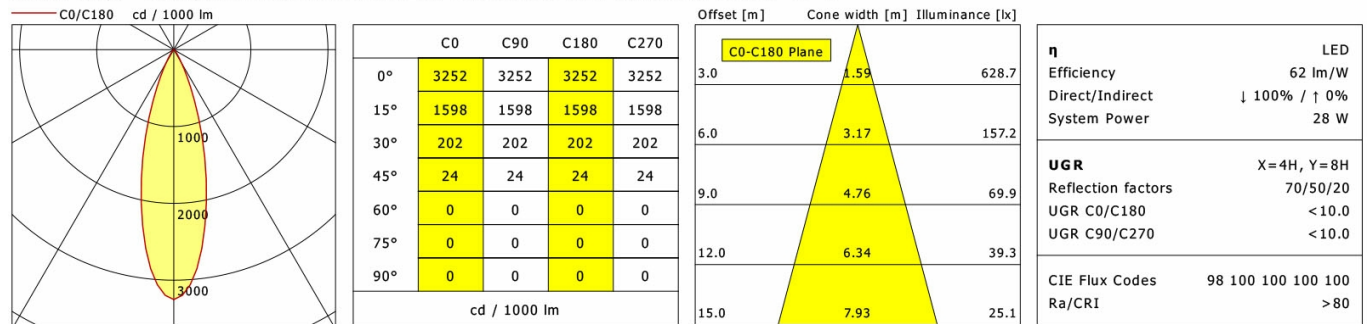 C0/C180 cd / 1000 lm
1000
2000
3000
C0 C90 C180 C270
0° 3252 3252 3252 3252
15° 1598 1598 1598 1598
30° 202 202 202 202
45° 24 24 24 24
60° 0 0 0 0
75° 0 0 0 0
90° 0 0 0 0
cd / 1000 lm
Offset [m] Cone width [m] Illuminance [lx]
C0-C180 Plane
3.0 1.59 628.7
6.0 3.17 157.2
9.0 4.76 69.9
12.0 6.34 39.3
15.0 7.93 25.1
η LED
Efficiency 62 lm/W
Direct/Indirect ↓ 100% / ↑ 0%
System Power 28 W
UGR X=4H, Y=8H
Reflection factors 70/50/20
UGR C0/C180 <10.0
UGR C90/C270 <10.0
CIE Flux Codes 98 100 100 100 100
Ra/CRI >80